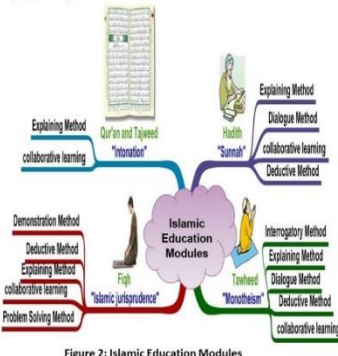 Qur'an and Tajweed
"Intonation"
Explaining Method
collaborative learning
Hadith
"Sunnah"
Explaining Method
Dialogue Method
collaborative learning
Deductive Method
Islamic
Education
Modules
Fiqh
"Islamic jurisprudence"
Demonstration Method
Deductive Method
Explaining Method
collaborative learning
Problem Solving Method
Tawheed
"Monotheism"
Interrogatory Method
Explaining Method
Dialogue Method
Deductive Method
collaborative learning
Figure 2: Islamic Education Modules